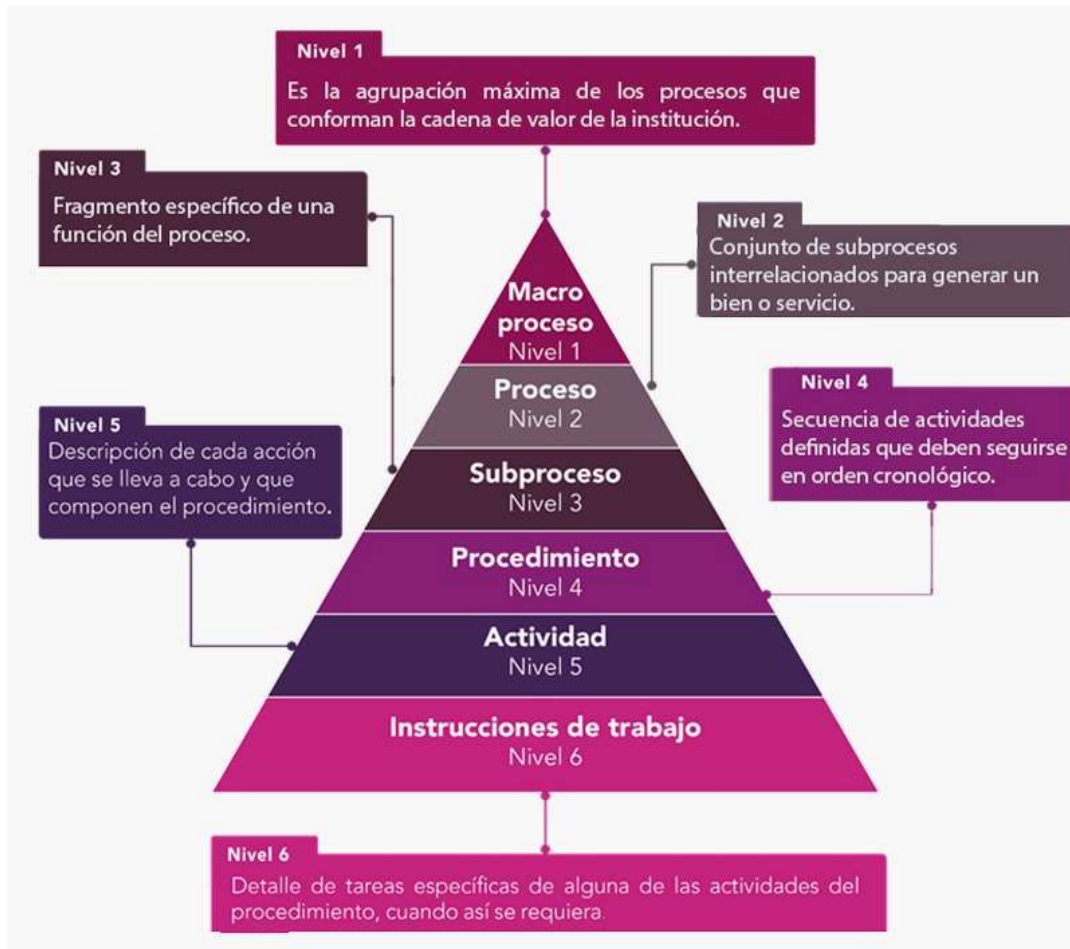 Nivel 1
Es la agrupación máxima de los procesos que
conforman la cadena de valor de la institución.
Nivel 3
Fragmento específico de una
función del proceso.
Nivel 2
Conjunto de subprocesos
interrelacionados para generar un
bien o servicio.
Macro
proceso
Nivel 1
Proceso
Nivel 2
Nivel 4
Secuencia de actividades
definidas que deben seguirse
en orden cronológico.
Nivel 5
Descripción de cada acción
que se lleva a cabo y que
componen el procedimiento.
Subproceso
Nivel 3
Procedimiento
Nivel 4
Actividad
Nivel 5
Instrucciones de trabajo
Nivel 6
Nivel 6
Detalle de tareas específicas de alguna de las actividades del
procedimiento, cuando así se requiera.